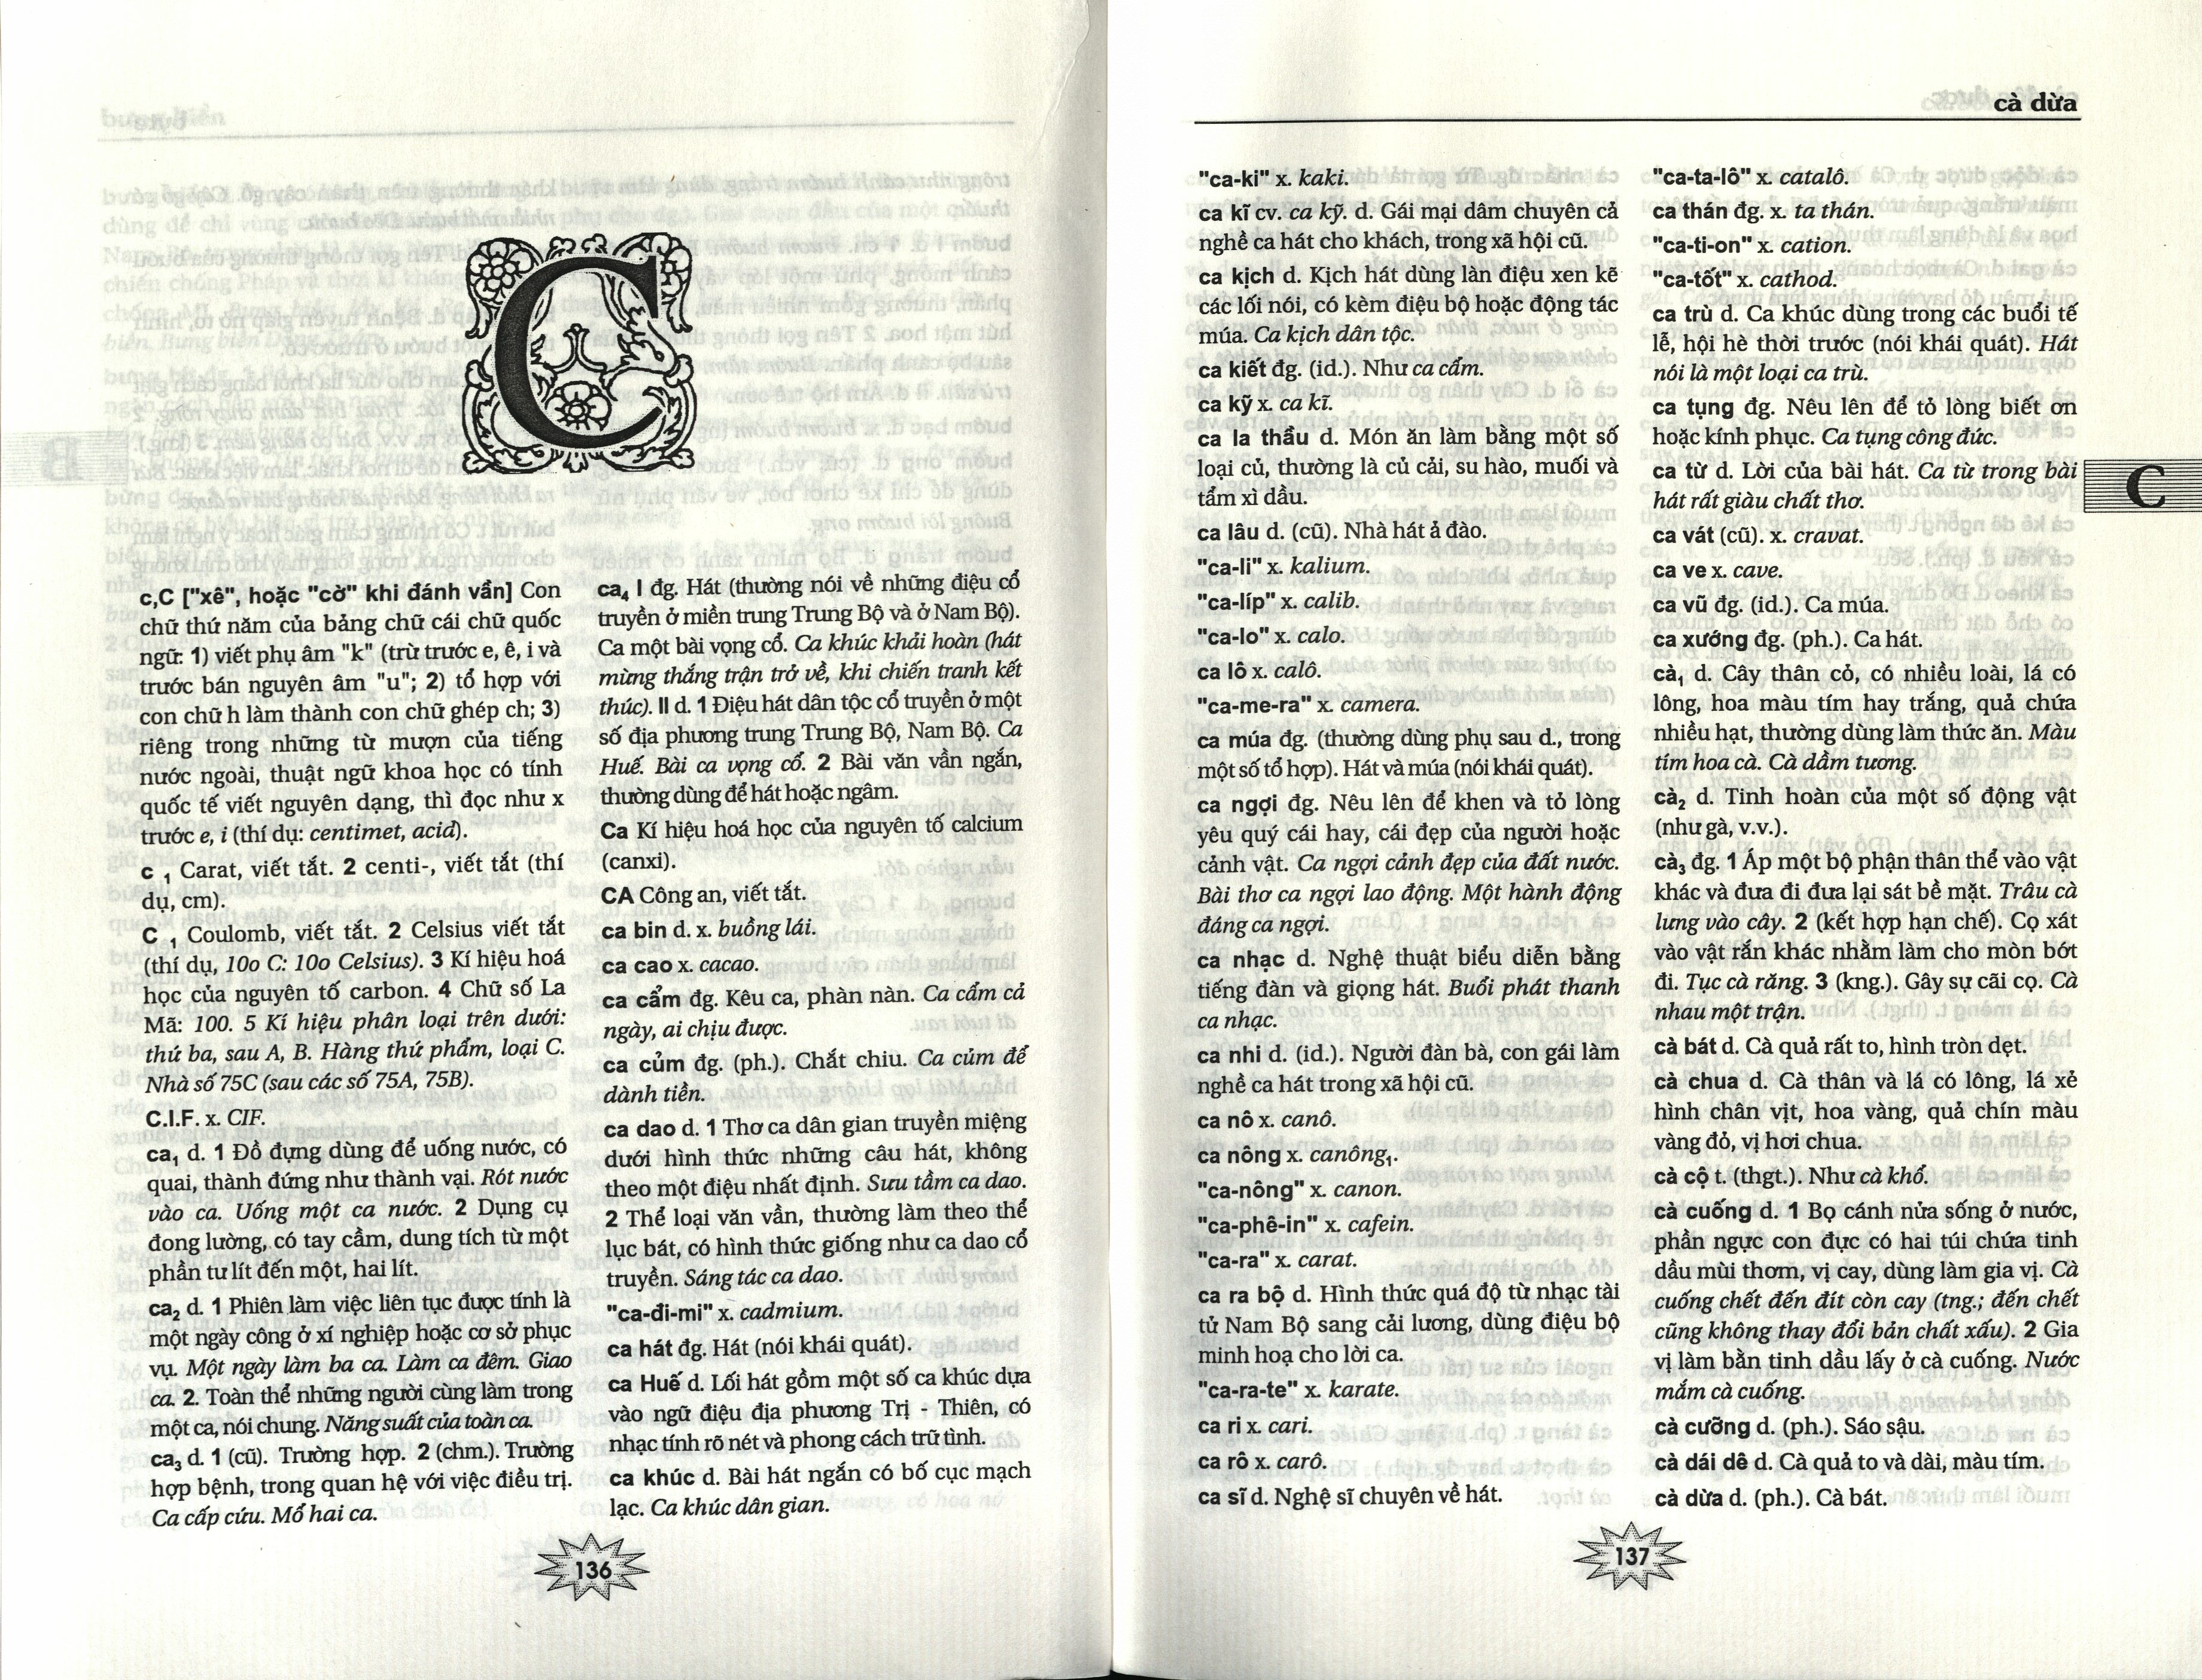 c,C ["xê", hoặc "cờ" khi đánh vần] Con
chữ thứ năm của bảng chữ cái chữ quốc
ngữ: 1) viết phụ âm "k" (trừ trước e, ê, i và
trước bán nguyên âm "u"; 2) tổ hợp với
con chữ h làm thành con chữ ghép ch; 3)
riêng trong những từ mượn của tiếng
nước ngoài, thuật ngữ khoa học có tính
quốc tế viết nguyên dạng, thì đọc như x
trước e, i (thí dụ: centimet, acid).
c 1 Carat, viết tắt. 2 centi-, viết tắt (thí
dụ, cm).
C 1 Coulomb, viết tắt. 2 Celsius viết tắt
(thí dụ, 10o C: 10o Celsius). 3 Kí hiệu hoá
học của nguyên tố carbon. 4 Chữ số La
Mã: 100. 5 Kí hiệu phân loại trên dưới:
thứ ba, sau A, B. Hàng thứ phẩm, loại C.
Nhà số 75C (sau các số 75A, 75B).
C.I.F. x. CIF.
ca1 d. 1 Đồ đựng dùng để uống nước, có
quai, thành đứng như thành vại. Rót nước
vào ca. Uống một ca nước. 2 Dụng cụ
đong lường, có tay cầm, dung tích từ một
phần tư lít đến một, hai lít.
ca2 d. 1 Phiên làm việc liên tục được tính là
một ngày công ở xí nghiệp hoặc cơ sở phục
vụ. Một ngày làm ba ca. Làm ca đêm. Giao
ca. 2. Toàn thể những người cùng làm trong
một ca, nói chung. Năng suất của toàn ca.
ca3 d. 1 (cũ). Trường hợp. 2 (chm.). Trường
hợp bệnh, trong quan hệ với việc điều trị.
Ca cấp cứu. Mổ hai ca.
ca4 I đg. Hát (thường nói về những điệu cổ
truyền ở miền trung Trung Bộ và ở Nam Bộ).
Ca một bài vọng cổ. Ca khúc khải hoàn (hát
mừng thắng trận trở về, khi chiến tranh kết
thúc). II d. 1 Điệu hát dân tộc cổ truyền ở một
số địa phương trung Trung Bộ, Nam Bộ. Ca
Huế. Bài ca vọng cổ. 2 Bài văn vần ngắn,
thường dùng để hát hoặc ngâm.
Ca Kí hiệu hoá học của nguyên tố calcium
(canxi).
CA Công an, viết tắt.
ca bin d. x. buồng lái.
ca cao x. cacao.
ca cẩm đg. Kêu ca, phàn nàn. Ca cẩm cả
ngày, ai chịu được.
ca củm đg. (ph.). Chắt chiu. Ca củm để
dành tiền.
ca dao d. 1 Thơ ca dân gian truyền miệng
dưới hình thức những câu hát, không
theo một điệu nhất định. Sưu tầm ca dao.
2 Thể loại văn vần, thường làm theo thể
lục bát, có hình thức giống như ca dao cổ
truyền. Sáng tác ca dao.
"ca-đi-mi" x. cadmium.
ca hát đg. Hát (nói khái quát).
ca Huế d. Lối hát gồm một số ca khúc dựa
vào ngữ điệu địa phương Trị - Thiên, có
nhạc tính rõ nét và phong cách trữ tình.
ca khúc d. Bài hát ngắn có bố cục mạch
lạc. Ca khúc dân gian.
136
cà dừa
"ca-ki" x. kaki.
ca kĩ cv. ca kỹ. d. Gái mại dâm chuyên cả
nghề ca hát cho khách, trong xã hội cũ.
ca kịch d. Kịch hát dùng làn điệu xen kẽ
các lối nói, có kèm điệu bộ hoặc động tác
múa. Ca kịch dân tộc.
ca kiết đg. (id.). Như ca cẩm.
ca kỹ x. ca kĩ.
ca la thầu d. Món ăn làm bằng một số
loại củ, thường là củ cải, su hào, muối và
tẩm xì dầu.
ca lâu d. (cũ). Nhà hát ả đào.
"ca-li" x. kalium.
"ca-líp" x. calib.
"ca-lo" x. calo.
ca lô x. calô.
"ca-me-ra" x. camera.
ca múa đg. (thường dùng phụ sau d., trong
một số tổ hợp). Hát và múa (nói khái quát).
ca ngợi đg. Nêu lên để khen và tỏ lòng
yêu quý cái hay, cái đẹp của người hoặc
cảnh vật. Ca ngợi cảnh đẹp của đất nước.
Bài thơ ca ngợi lao động. Một hành động
đáng ca ngợi.
ca nhạc d. Nghệ thuật biểu diễn bằng
tiếng đàn và giọng hát. Buổi phát thanh
ca nhạc.
ca nhi d. (id.). Người đàn bà, con gái làm
nghề ca hát trong xã hội cũ.
ca nô x. canô.
ca nông x. canông1.
"ca-nông" x. canon.
"ca-phê-in" x. cafein.
"ca-ra" x. carat.
ca ra bộ d. Hình thức quá độ từ nhạc tài
tử Nam Bộ sang cải lương, dùng điệu bộ
minh hoạ cho lời ca.
"ca-ra-te" x. karate.
ca ri x. cari.
ca rô x. carô.
ca sĩ d. Nghệ sĩ chuyên về hát.
"ca-ta-lô" x. catalô.
ca thán đg. x. ta thán.
"ca-ti-on" x. cation.
"ca-tốt" x. cathod.
ca trù d. Ca khúc dùng trong các buổi tế
lễ, hội hè thời trước (nói khái quát). Hát
nói là một loại ca trù.
ca tụng đg. Nêu lên để tỏ lòng biết ơn
hoặc kính phục. Ca tụng công đức.
ca từ d. Lời của bài hát. Ca từ trong bài
hát rất giàu chất thơ.
ca vát (cũ). x. cravat.
ca ve x. cave.
ca vũ đg. (id.). Ca múa.
ca xướng đg. (ph.). Ca hát.
cà1 d. Cây thân cỏ, có nhiều loài, lá có
lông, hoa màu tím hay trắng, quả chứa
nhiều hạt, thường dùng làm thức ăn. Màu
tím hoa cà. Cà dầm tương.
cà2 d. Tinh hoàn của một số động vật
(như gà, v.v.).
cà3 đg. 1 Áp một bộ phận thân thể vào vật
khác và đưa đi đưa lại sát bề mặt. Trâu cà
lưng vào cây. 2 (kết hợp hạn chế). Cọ xát
vào vật rắn khác nhằm làm cho mòn bớt
đi. Tục cà răng. 3 (kng.). Gây sự cãi cọ. Cà
nhau một trận.
cà bát d. Cà quả rất to, hình tròn dẹt.
cà chua d. Cà thân và lá có lông, lá xẻ
hình chân vịt, hoa vàng, quả chín màu
vàng đỏ, vị hơi chua.
cà cộ t. (thgt.). Như cà khổ.
cà cuống d. 1 Bọ cánh nửa sống ở nước,
phần ngực con đực có hai túi chứa tinh
dầu mùi thơm, vị cay, dùng làm gia vị. Cà
cuống chết đến đít còn cay (tng.; đến chết
cũng không thay đổi bản chất xấu). 2 Gia
vị làm bằn tinh dầu lấy ở cà cuống. Nước
mắm cà cuống.
cà cưỡng d. (ph.). Sáo sậu.
cà dái dê d. Cà quả to và dài, màu tím.
cà dừa d. (ph.). Cà bát.
C
137